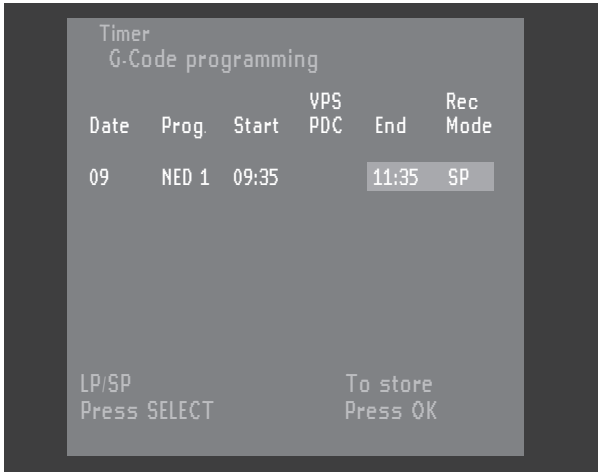 Timer
G-Code programming
VPS Rec
Date Prog. Start PDC End Mode
09 NED 1 09:35 11:35 SP
LP/SP To store
Press SELECT Press OK